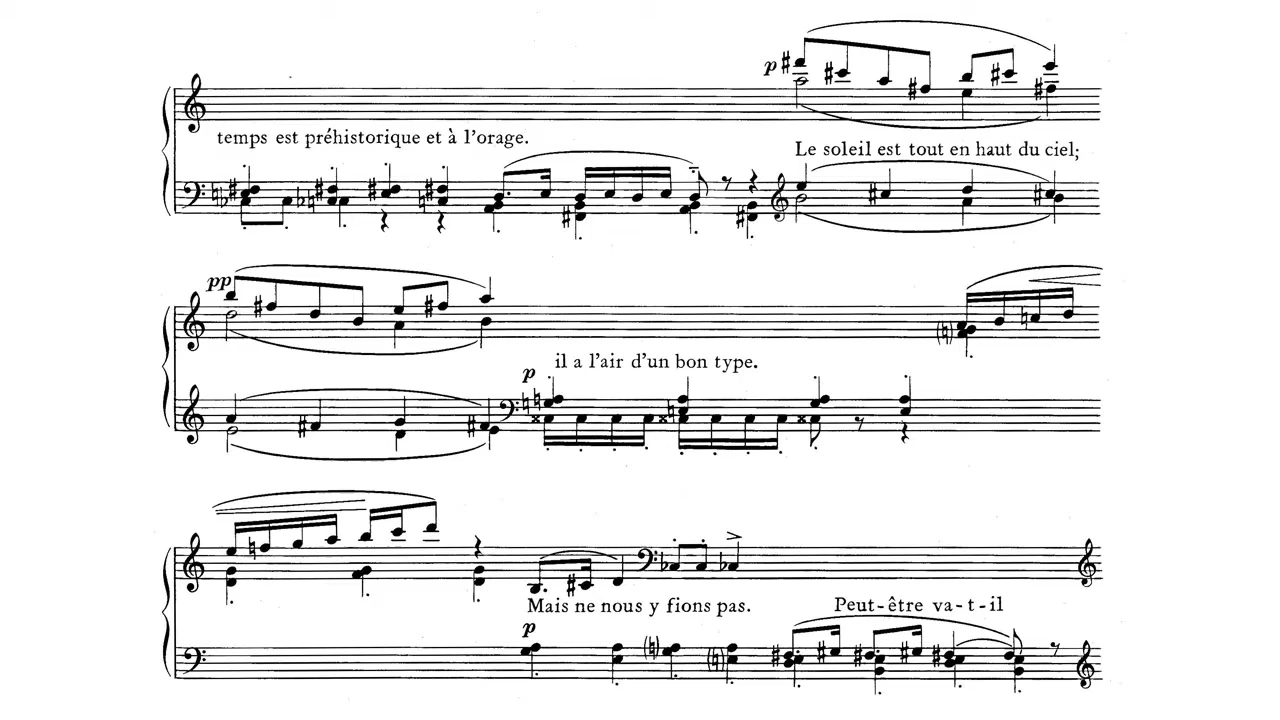 p
temps est préhistorique et à l'orage.
Le soleil est tout en haut du ciel;
pp
il a l'air d'un bon type.
p
Mais ne nous y fions pas.
Peut-être va-t-il
p